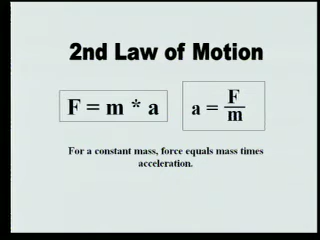 2nd Law of Motion
F = m * a
a = F/m
For a constant mass, force equals mass times
acceleration.